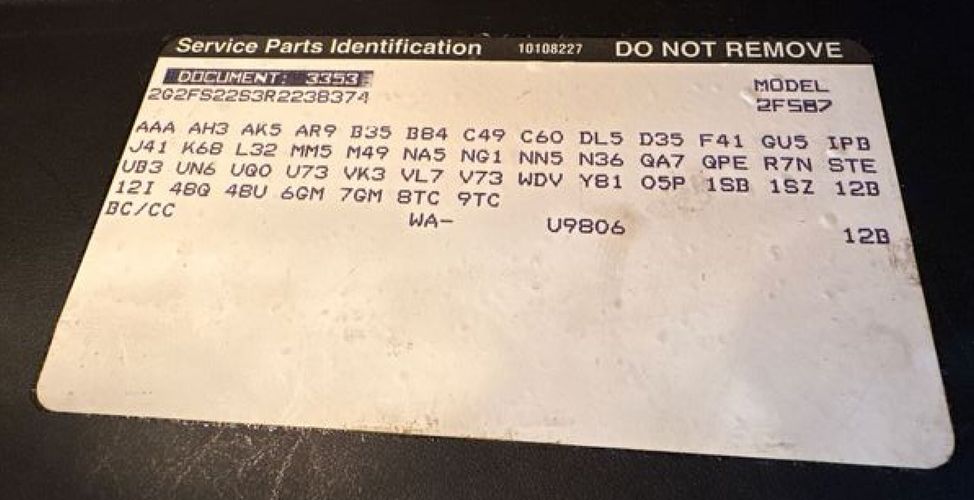 Service Parts Identification 10108227 DO NOT REMOVE
DOCUMENT: 3353
MODEL
2G2FS22S3R2238374
2FS87
AAA AH3 AK5 AR9 B35 B84 C49 C60 DL5 D35 F41 GU5 IPB
J41 K68 L32 MM5 M49 NA5 NG1 NN5 N36 QA7 QPE R7N STE
UB3 UN6 UQ0 U73 VK3 VL7 V73 WDV Y81 O5P 1SB 1SZ 12B
12I 48Q 48U 6GM 7GM 8TC 9TC
BC/CC WA- U9806 12B